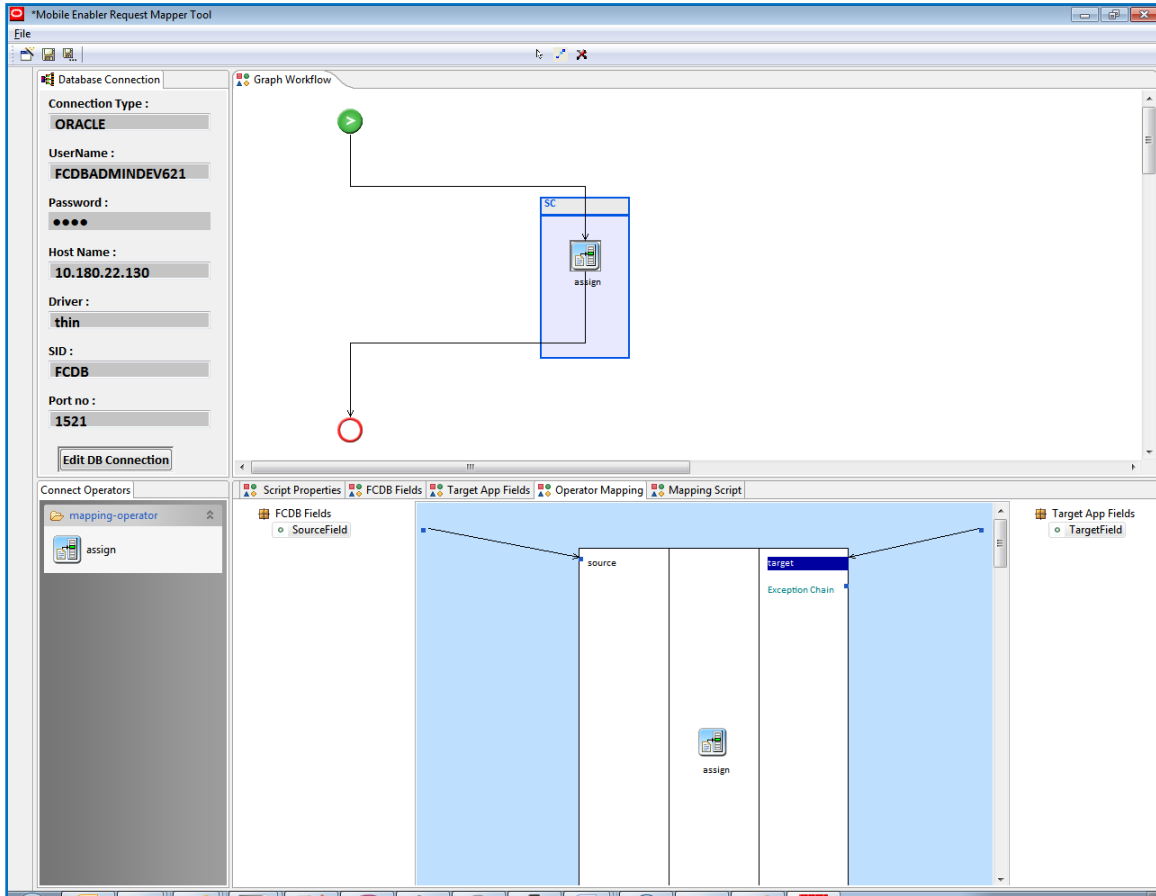 *Mobile Enabler Request Mapper Tool
File
Database Connection
Connection Type :
ORACLE
UserName :
FCDBADMINDEV621
Password :
●●●●
Host Name :
10.180.22.130
Driver :
thin
SID :
FCDB
Port no :
1521
Edit DB Connection
Graph Workflow
SC
assign
Connect Operators
mapping-operator
assign
Script Properties
FCDB Fields
Target App Fields
Operator Mapping
Mapping Script
FCDB Fields
SourceField
source
target
Exception Chain
assign
Target App Fields
TargetField